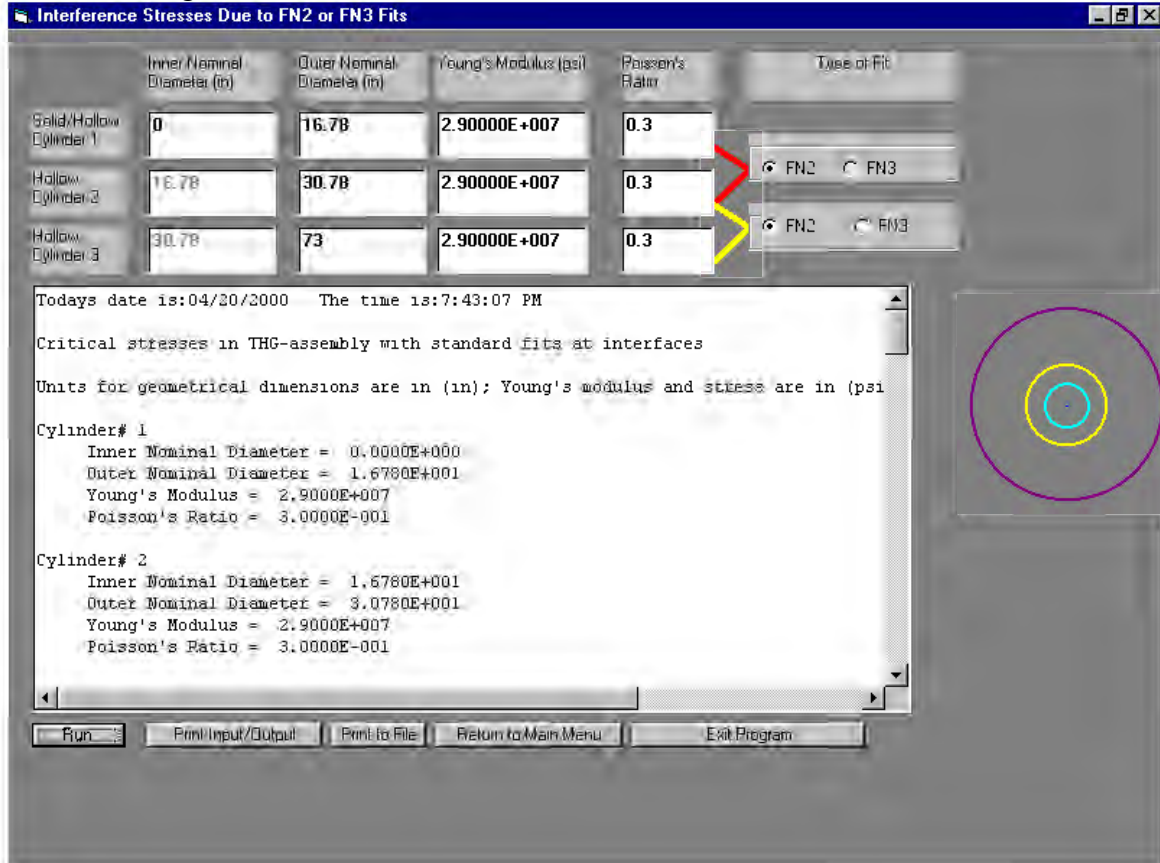 Interference Stresses Due to FN2 or FN3 Fits
Inner Nominal Diameter (in)
Outer Nominal Diameter (in)
Young's Modulus (psi)
Poisson's Ratio
Type of Fit
Solid/Hollow Cylinder 1
0
16.78
2.90000E+007
0.3
FN2
FN3
Hollow Cylinder 2
16.78
30.78
2.90000E+007
0.3
FN2
FN3
Hollow Cylinder 3
30.78
73
2.90000E+007
0.3
Todays date is:04/20/2000 The time is:7:43:07 PM
Critical stresses in THG-assembly with standard fits at interfaces
Units for geometrical dimensions are in (in); Young's modulus and stress are in (psi
Cylinder# 1
Inner Nominal Diameter = 0.0000E+000
Outer Nominal Diameter = 1.6780E+001
Young's Modulus = 2.9000E+007
Poisson's Ratio = 3.0000E-001
Cylinder# 2
Inner Nominal Diameter = 1.6780E+001
Outer Nominal Diameter = 3.0780E+001
Young's Modulus = 2.9000E+007
Poisson's Ratio = 3.0000E-001
Run
Print Input/Output
Print to File
Return to Main Menu
Exit Program